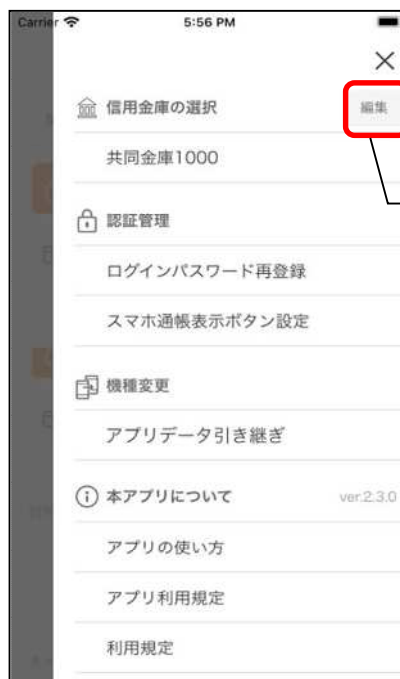 Carrier 5:56 PM
信用金庫の選択 編集
共同金庫1000
認証管理
ログインパスワード再登録
スマホ通帳表示ボタン設定
機種変更
アプリデータ引き継ぎ
本アプリについて ver.2.3.0
アプリの使い方
アプリ利用規定
利用規定